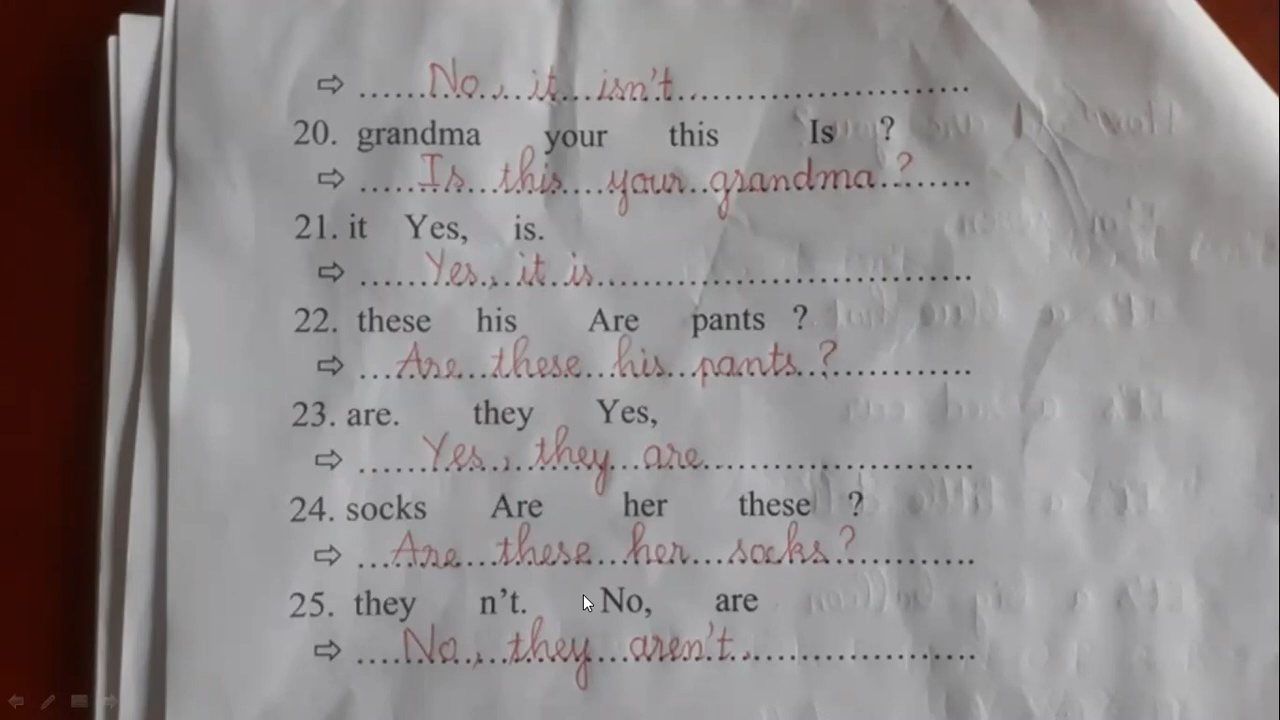 ⇨ ......No., it isn't..............................
20. grandma your this Is ?
⇨ ......Is this your grandma?.......
21. it Yes, is.
⇨ ......Yes, it is..............................
22. these his Are pants ?
⇨ ...Are these his pants.?..............
23. are. they Yes,
⇨ ......Yes, they are..........................
24. socks Are her these ?
⇨ ...Are these her socks?............
25. they n't. No, are
⇨ ....No, they aren't.......................